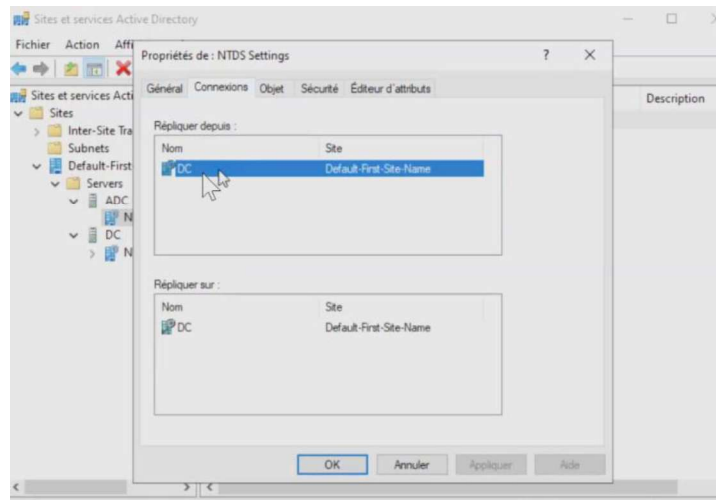 Sites et services Active Directory
Fichier Action Affi
Propriétés de : NTDS Settings ?
Général Connexions Objet Sécurité Éditeur d'attributs
Sites et services Acti
Description
Sites
Inter-Site Tra
Subnets
Default-First
Servers
ADC
N
DC
N
Répliquer depuis :
Nom Site
DC Default-First-Site-Name
Répliquer sur :
Nom Site
DC Default-First-Site-Name
OK Annuler Appliquer Aide